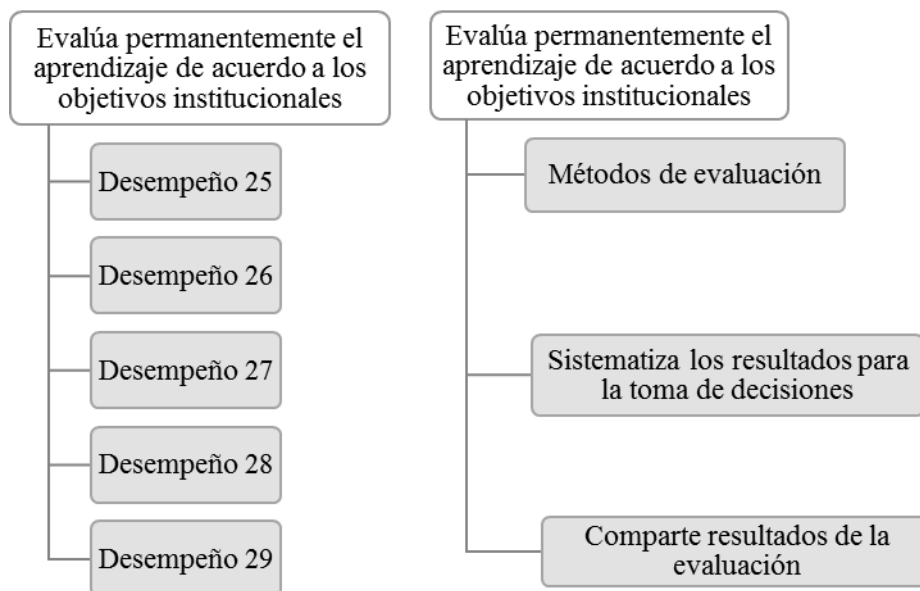 Evalúa permanentemente el
aprendizaje de acuerdo a los
objetivos institucionales
Desempeño 25
Desempeño 26
Desempeño 27
Desempeño 28
Desempeño 29
Evalúa permanentemente el
aprendizaje de acuerdo a los
objetivos institucionales
Métodos de evaluación
Sistematiza los resultados para
la toma de decisiones
Comparte resultados de la
evaluación